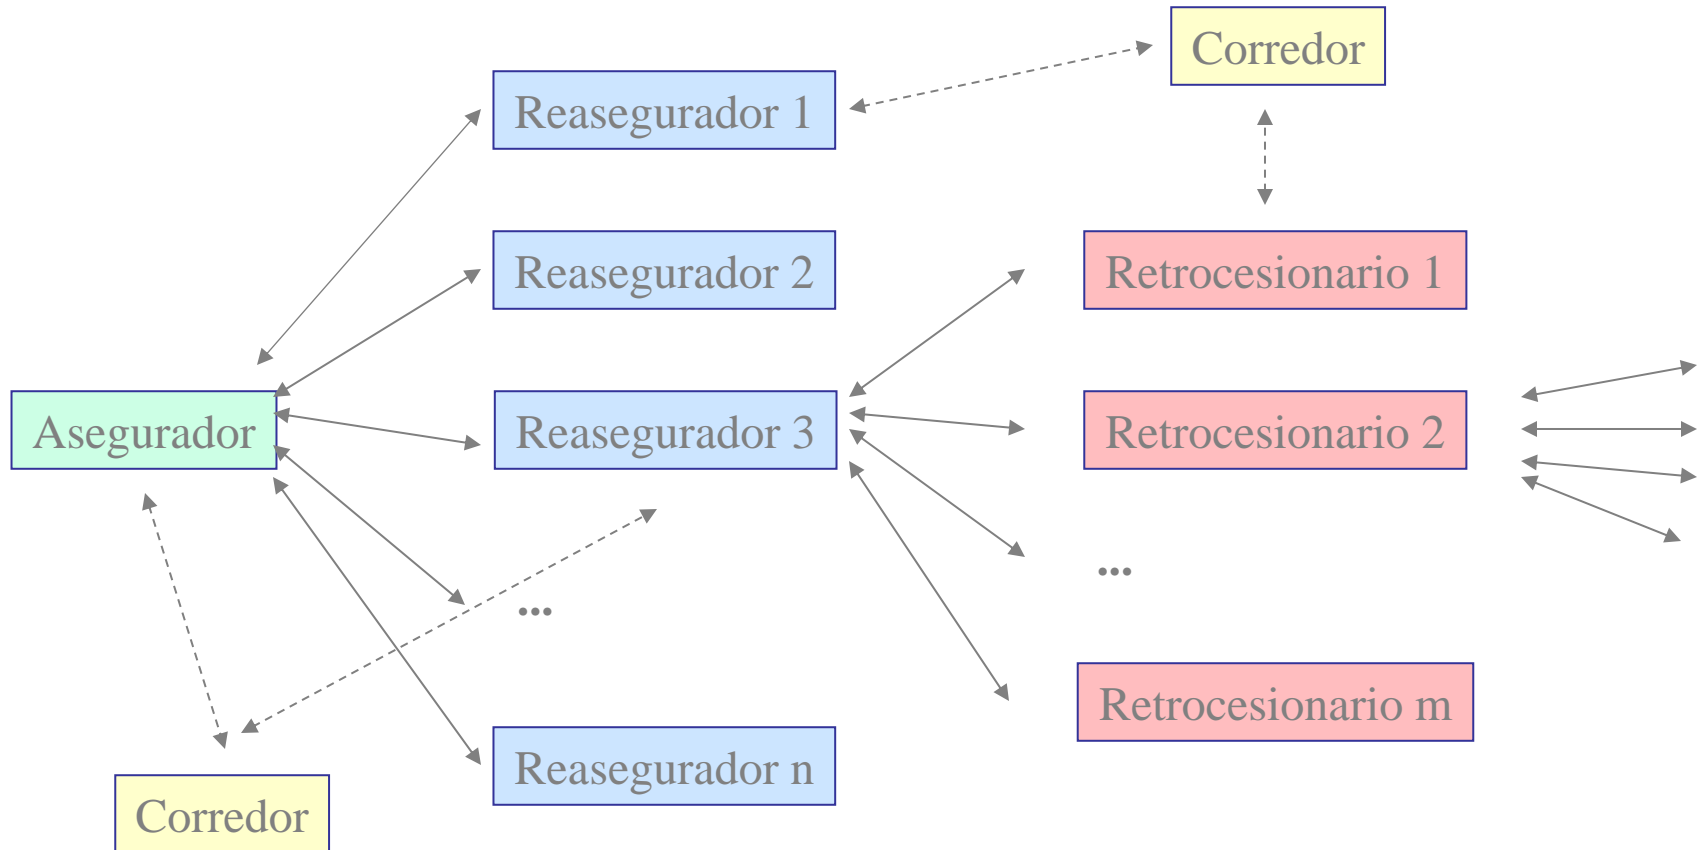 Corredor
Reasegurador 1
Reasegurador 2
Retrocesionario 1
Asegurador
Reasegurador 3
Retrocesionario 2
...
...
Retrocesionario m
Reasegurador n
Corredor